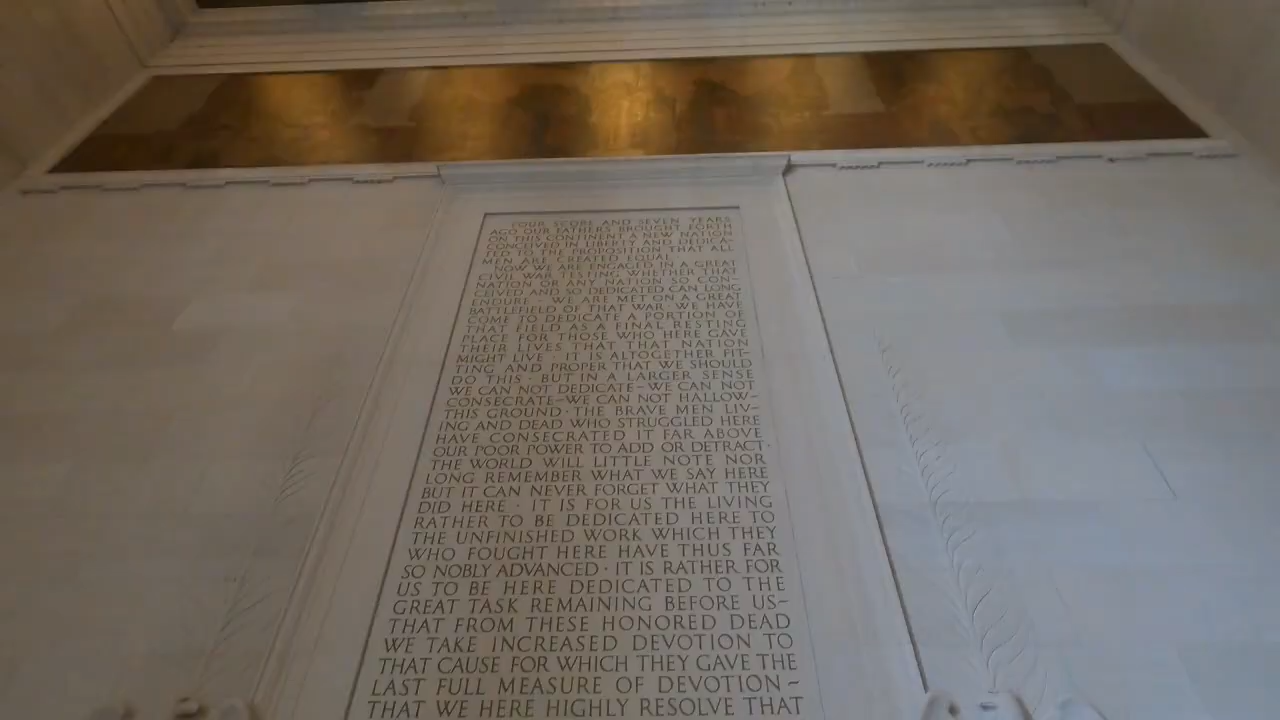 FOUR SCORE AND SEVEN YEARS
AGO OUR FATHERS BROUGHT FORTH
ON THIS CONTINENT A NEW NATION
CONCEIVED IN LIBERTY AND DEDICA-
TED TO THE PROPOSITION THAT ALL
MEN ARE CREATED EQUAL
NOW WE ARE ENGAGED IN A GREAT
CIVIL WAR TESTING WHETHER THAT
NATION OR ANY NATION SO CON-
CEIVED AND SO DEDICATED CAN LONG
ENDURE · WE ARE MET ON A GREAT
BATTLEFIELD OF THAT WAR · WE HAVE
COME TO DEDICATE A PORTION OF
THAT FIELD AS A FINAL RESTING
PLACE FOR THOSE WHO HERE GAVE
THEIR LIVES THAT THAT NATION
MIGHT LIVE · IT IS ALTOGETHER FIT-
TING AND PROPER THAT WE SHOULD
DO THIS · BUT IN A LARGER SENSE
WE CAN NOT DEDICATE~WE CAN NOT
CONSECRATE~WE CAN NOT HALLOW~
THIS GROUND · THE BRAVE MEN LIV~
ING AND DEAD WHO STRUGGLED HERE
HAVE CONSECRATED IT FAR ABOVE
OUR POOR POWER TO ADD OR DETRACT ·
THE WORLD WILL LITTLE NOTE NOR
LONG REMEMBER WHAT WE SAY HERE
BUT IT CAN NEVER FORGET WHAT THEY
DID HERE · IT IS FOR US THE LIVING
RATHER TO BE DEDICATED HERE TO
THE UNFINISHED WORK WHICH THEY
WHO FOUGHT HERE HAVE THUS FAR
SO NOBLY ADVANCED · IT IS RATHER FOR
US TO BE HERE DEDICATED TO THE
GREAT TASK REMAINING BEFORE US~
THAT FROM THESE HONORED DEAD
WE TAKE INCREASED DEVOTION TO
THAT CAUSE FOR WHICH THEY GAVE THE
LAST FULL MEASURE OF DEVOTION~
THAT WE HERE HIGHLY RESOLVE THAT